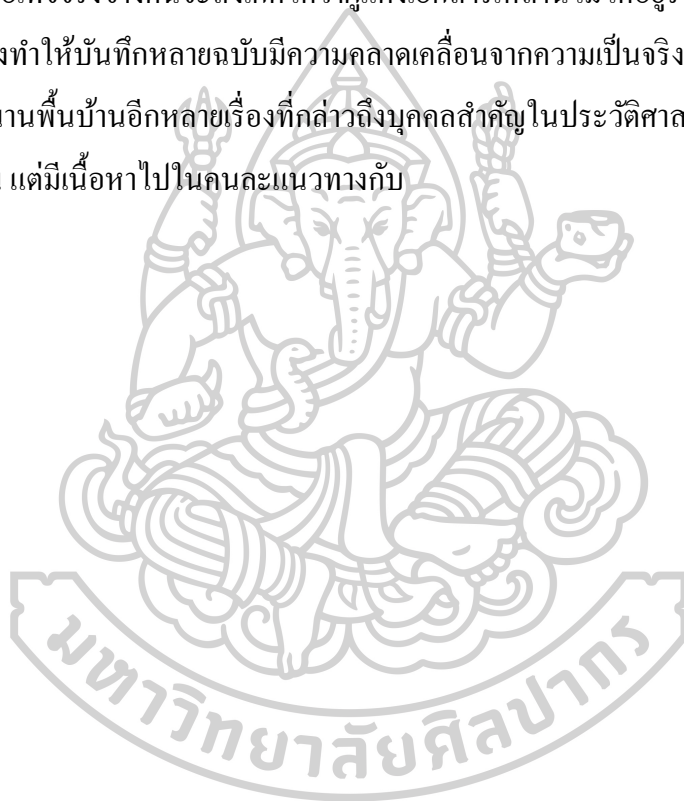 งทำให้บันทึกหลายฉบับมีความคลาดเคลื่อนจากความเป็นจริง
านพื้นบ้านอีกหลายเรื่องที่กล่าวถึงบุคคลสำคัญในประวัติศาส
แต่มีเนื้อหาไปในคนละแนวทางกับ
มหาวิทยาลัยศิลปากร